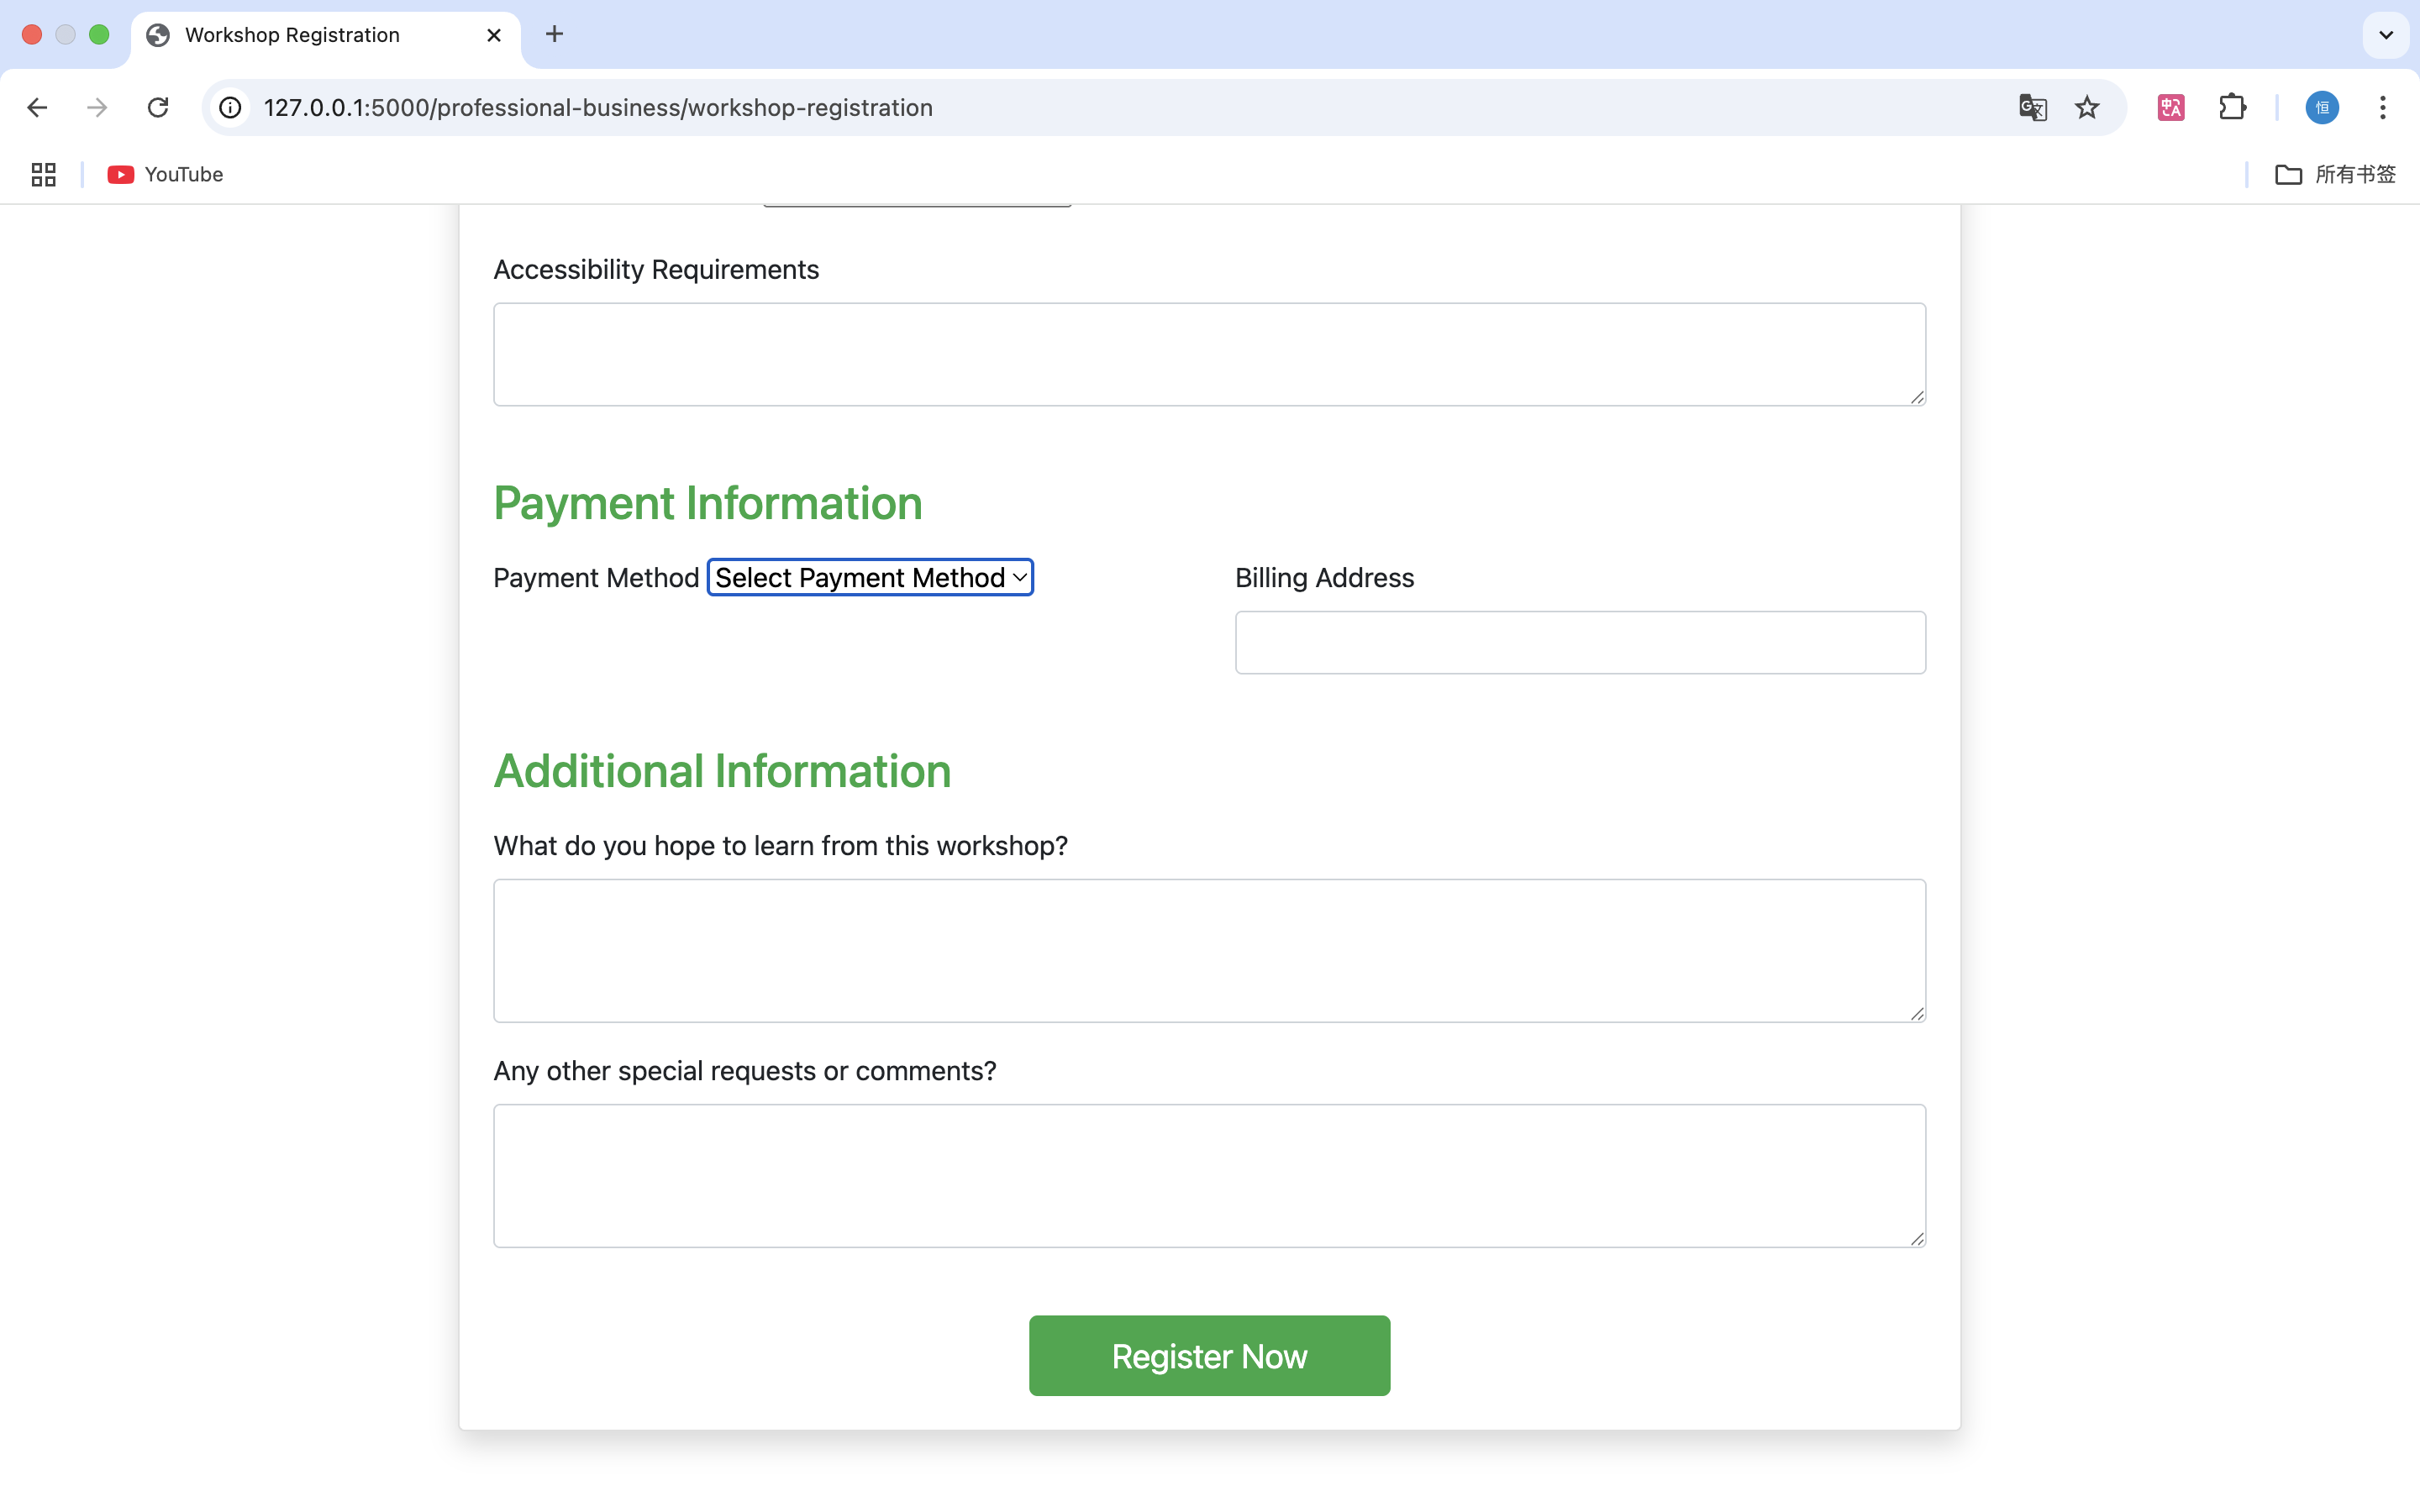 Workshop Registration
127.0.0.1:5000/professional-business/workshop-registration
恒
YouTube
所有书签
Accessibility Requirements
Payment Information
Payment Method Select Payment Method
Billing Address
Additional Information
What do you hope to learn from this workshop?
Any other special requests or comments?
Register Now